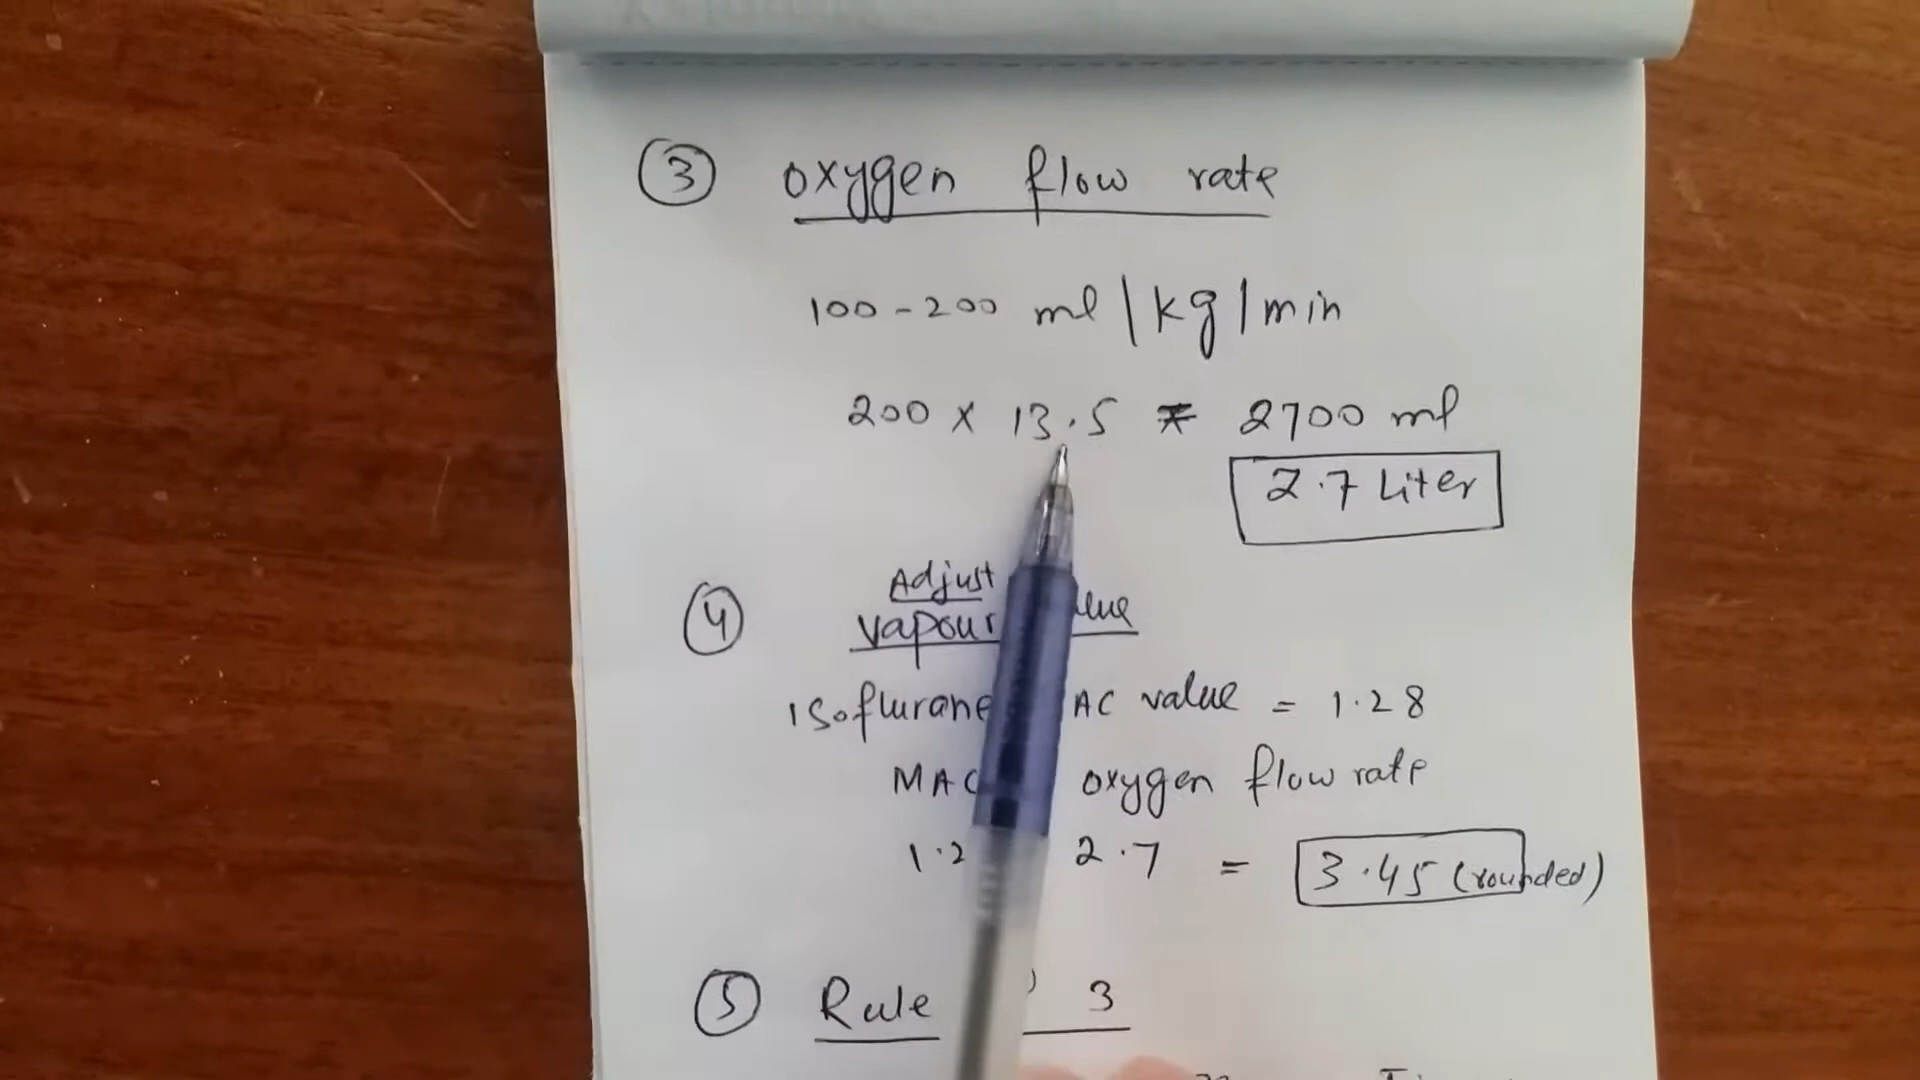 ③ oxygen flow rate
100-200 ml/kg/min
200 x 13.5 = 2700 ml
2.7 Liter
④ Adjust
vapour
Isoflurane AC value = 1.28
MAC oxygen flow rate
1.2 2.7 = 3.45 (rounded)
⑤ Rule 3